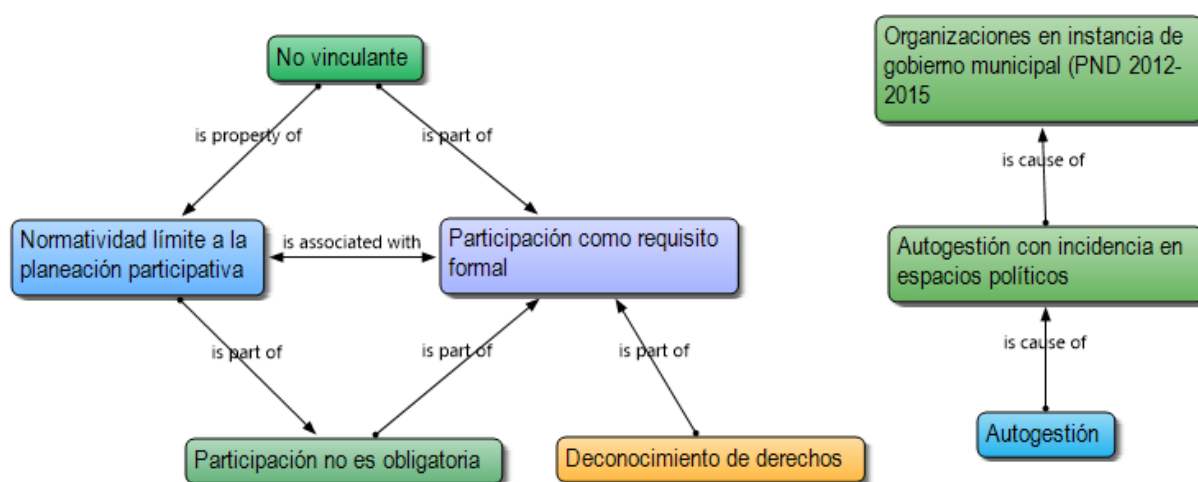 No vinculante
Organizaciones en instancia de
gobierno municipal (PND 2012-
2015
is property of
is part of
is cause of
Normatividad límite a la
planeación participativa
is associated with
Participación como requisito
formal
Autogestión con incidencia en
espacios políticos
is part of
is part of
is part of
is cause of
Participación no es obligatoria
Deconocimiento de derechos
Autogestión